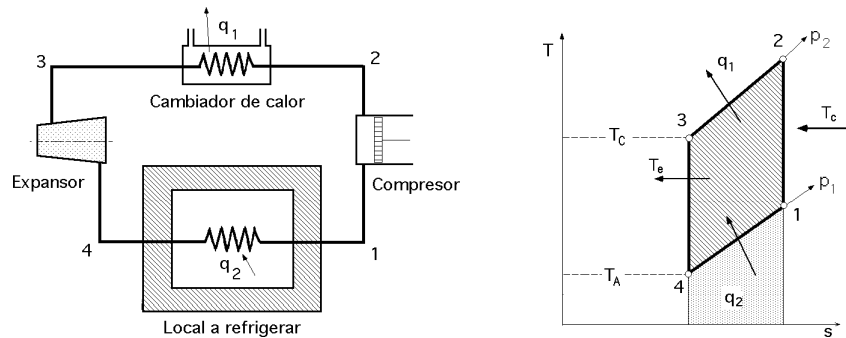 q1
3
2
Cambiador de calor
Expansor
Compresor
4
1
q2
Local a refrigerar
T
2
p2
q1
3
TC
Tc
Te
p1
1
TA
4
q2
s